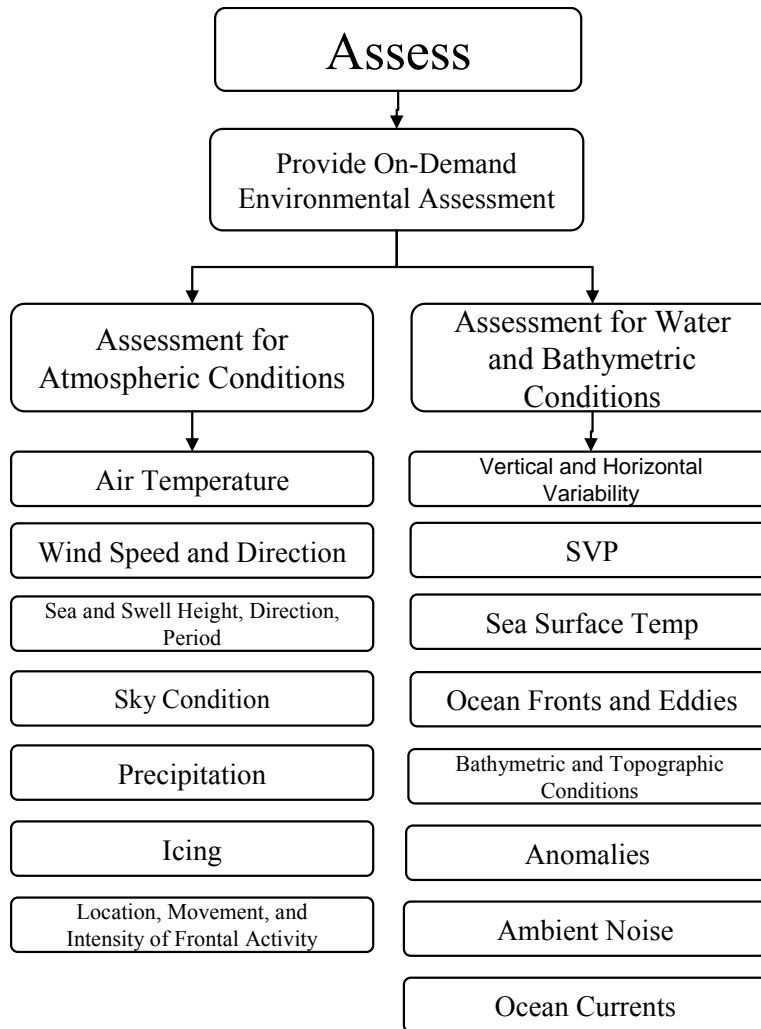 Assess
Provide On-Demand
Environmental Assessment
Assessment for
Atmospheric Conditions
Air Temperature
Wind Speed and Direction
Sea and Swell Height, Direction,
Period
Sky Condition
Precipitation
Icing
Location, Movement, and
Intensity of Frontal Activity
Assessment for Water
and Bathymetric
Conditions
Vertical and Horizontal
Variability
SVP
Sea Surface Temp
Ocean Fronts and Eddies
Bathymetric and Topographic
Conditions
Anomalies
Ambient Noise
Ocean Currents